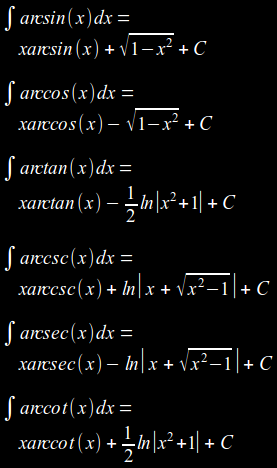 ∫ arcsin(x)dx =
xarcsin(x) + √(1−x²) + C
∫ arccos(x)dx =
xarccos(x) − √(1−x²) + C
∫ arctan(x)dx =
xarctan(x) − 1/2 ln|x²+1| + C
∫ arccsc(x)dx =
xarccsc(x) + ln|x + √(x²−1)| + C
∫ arcsec(x)dx =
xarcsec(x) − ln|x + √(x²−1)| + C
∫ arccot(x)dx =
xarccot(x) + 1/2 ln|x²+1| + C